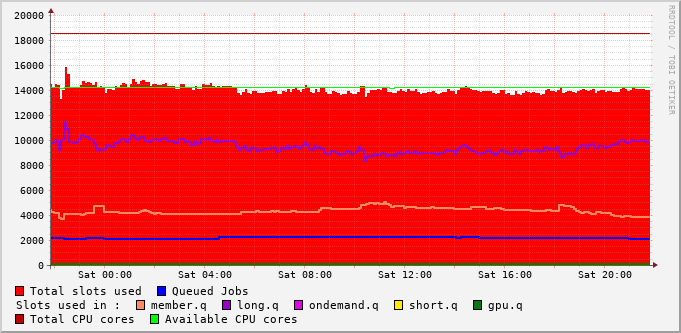 20000
18000
16000
14000
12000
10000
8000
6000
4000
2000
0
Sat 00:00 Sat 04:00 Sat 08:00 Sat 12:00 Sat 16:00 Sat 20:00
RRDTOOL / TOBI OETIKER
Total slots used Queued Jobs
Slots used in : member.q long.q ondemand.q short.q gpu.q
Total CPU cores Available CPU cores